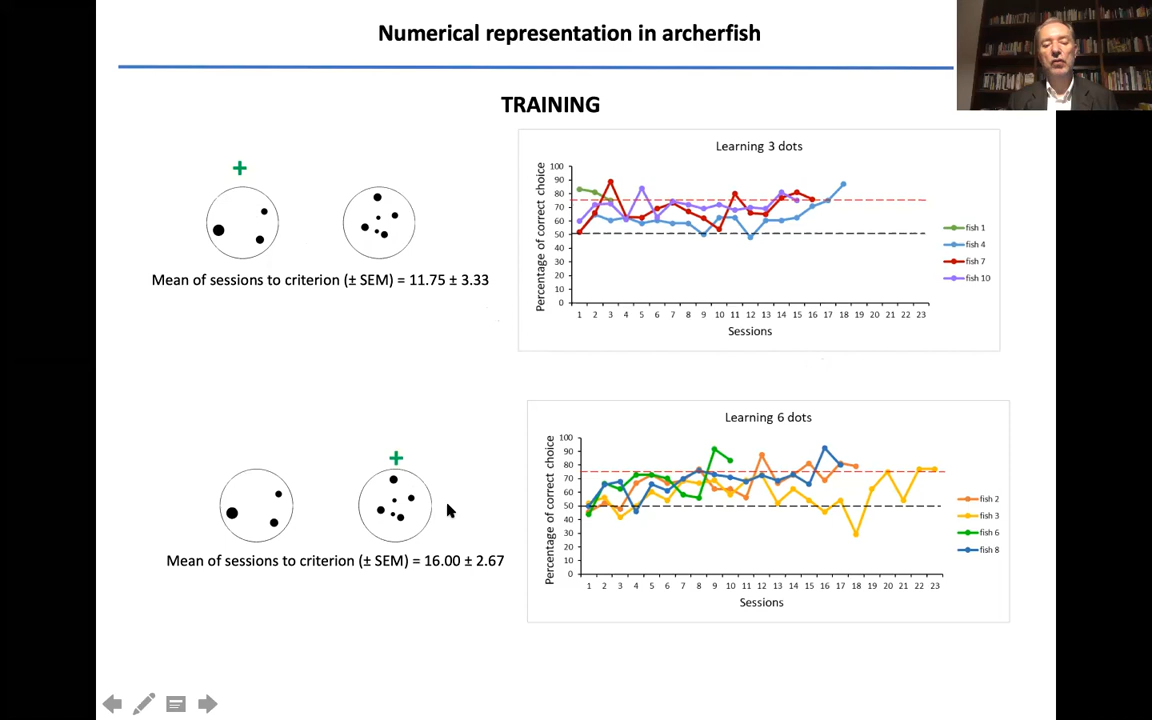 Numerical representation in archerfish
TRAINING
+
Mean of sessions to criterion (± SEM) = 11.75 ± 3.33
Learning 3 dots
Percentage of correct choice
100
90
80
70
60
50
40
30
20
10
0
1 2 3 4 5 6 7 8 9 10 11 12 13 14 15 16 17 18 19 20 21 22 23
Sessions
fish 1
fish 4
fish 7
fish 10
+
Mean of sessions to criterion (± SEM) = 16.00 ± 2.67
Learning 6 dots
Percentage of correct choice
100
90
80
70
60
50
40
30
20
10
0
1 2 3 4 5 6 7 8 9 10 11 12 13 14 15 16 17 18 19 20 21 22 23
Sessions
fish 2
fish 3
fish 6
fish 8